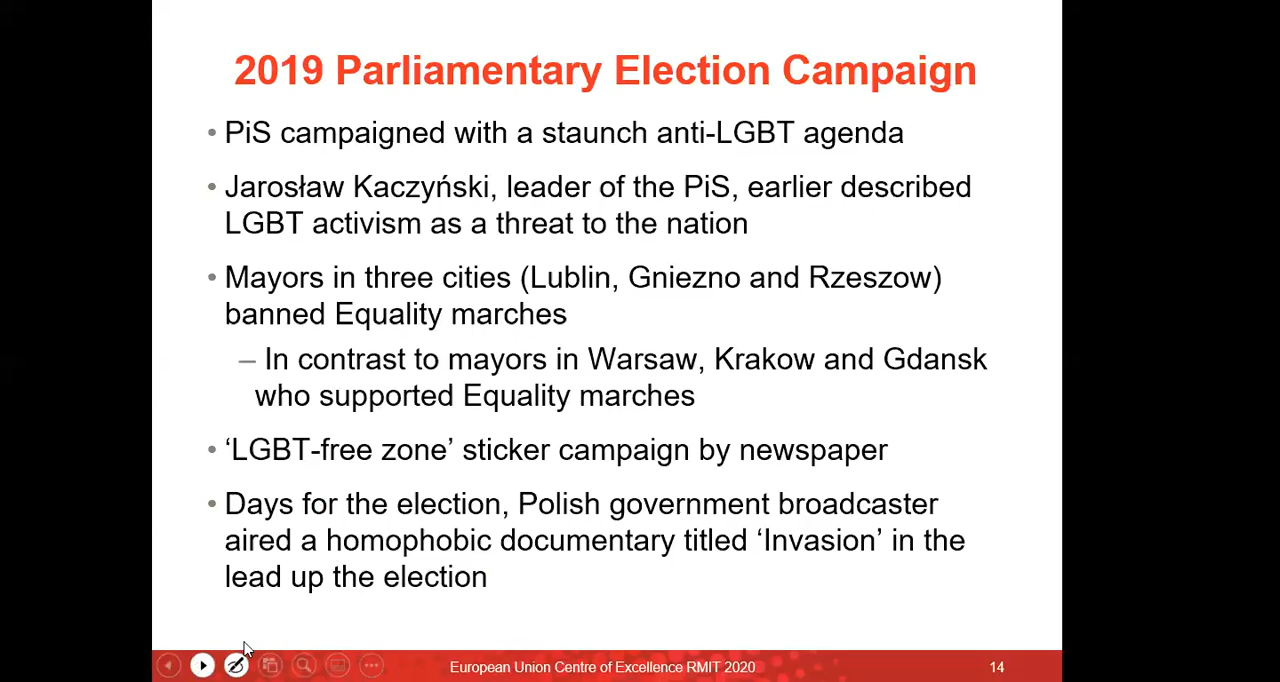 2019 Parliamentary Election Campaign
• PiS campaigned with a staunch anti-LGBT agenda
• Jarosław Kaczyński, leader of the PiS, earlier described
LGBT activism as a threat to the nation
• Mayors in three cities (Lublin, Gniezno and Rzeszow)
banned Equality marches
– In contrast to mayors in Warsaw, Krakow and Gdansk
who supported Equality marches
• ‘LGBT-free zone’ sticker campaign by newspaper
• Days for the election, Polish government broadcaster
aired a homophobic documentary titled ‘Invasion’ in the
lead up the election
European Union Centre of Excellence RMIT 2020
14